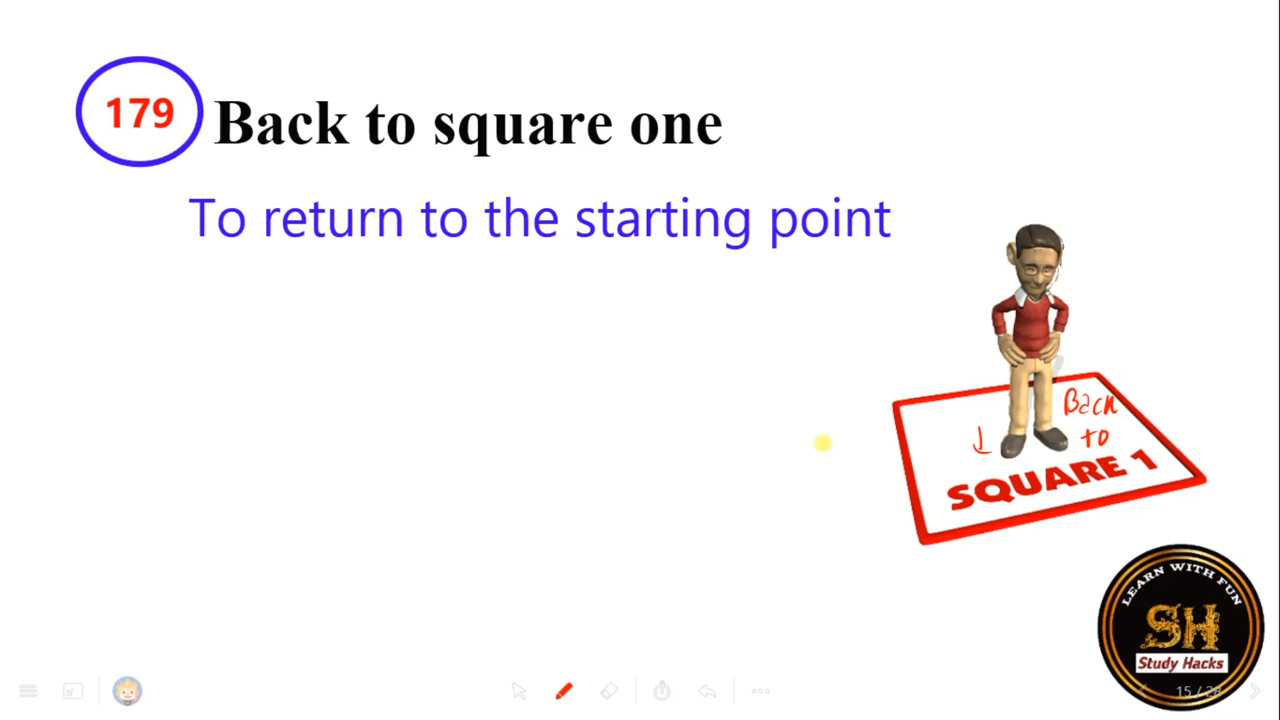 179 Back to square one
To return to the starting point
Back
to
SQUARE 1
LEARN WITH FUN
SH
Study Hacks